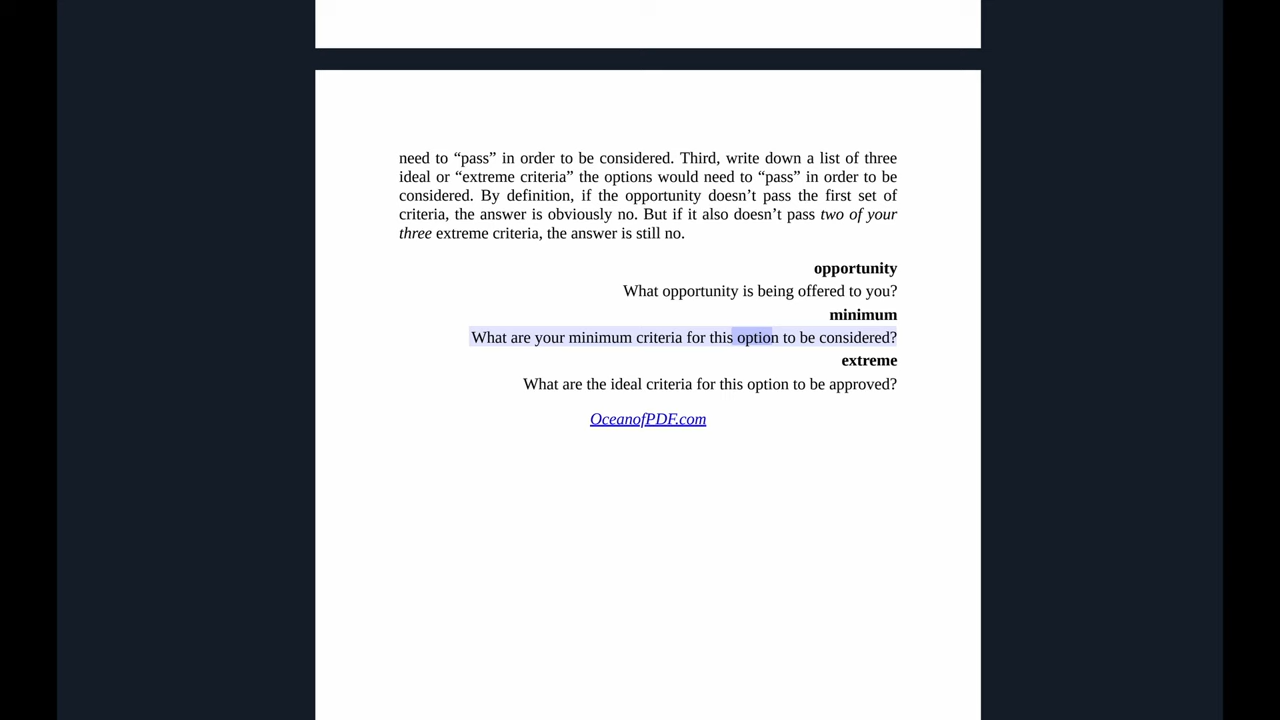 need to “pass” in order to be considered. Third, write down a list of three
ideal or “extreme criteria” the options would need to “pass” in order to be
considered. By definition, if the opportunity doesn’t pass the first set of
criteria, the answer is obviously no. But if it also doesn’t pass two of your
three extreme criteria, the answer is still no.
opportunity
What opportunity is being offered to you?
minimum
What are your minimum criteria for this option to be considered?
extreme
What are the ideal criteria for this option to be approved?
OceanofPDF.com